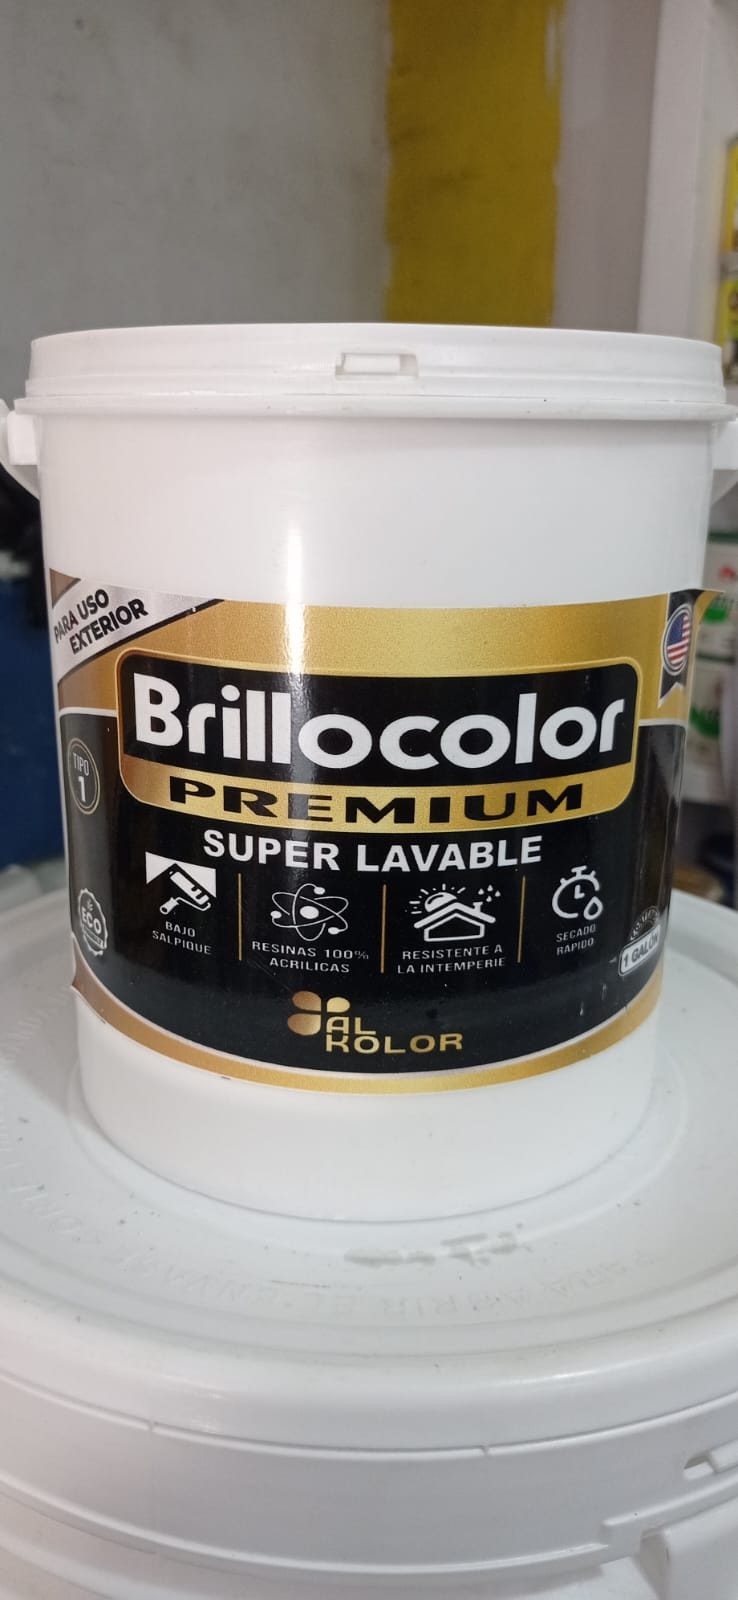 PARA USO
EXTERIOR
Brillocolor
PREMIUM
SUPER LAVABLE
TIPO
1
ECO
BAJO
SALPIQUE
RESINAS 100%
ACRILICAS
RESISTENTE A
LA INTEMPERIE
SECADO
RAPIDO
1 GALÓN
AL
KOLOR